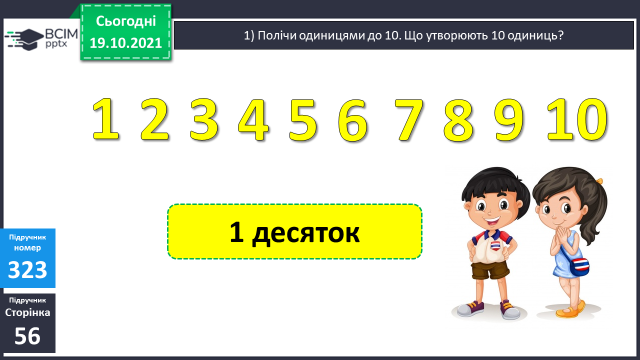 ВСІМ
pptx
Сьогодні
19.10.2021
1) Полічи одиницями до 10. Що утворюють 10 одиниць?
1 2 3 4 5 6 7 8 9 10
1 десяток
Підручник
номер
323
Підручник
Сторінка
56